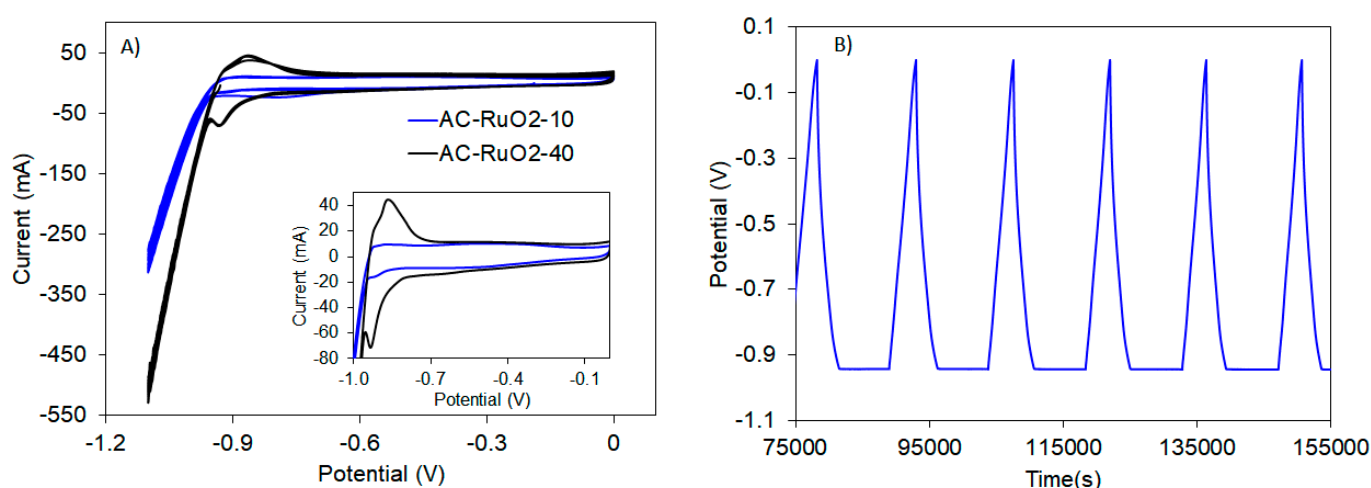 A)
50
-50
-150
-250
-350
-450
-550
Current (mA)
AC-RuO2-10
AC-RuO2-40
40
20
0
-20
-40
-60
-80
Current (mA)
-1.0 -0.7 -0.4 -0.1
Potential (V)
-1.2 -0.9 -0.6 -0.3 0
Potential (V)
B)
0.1
-0.1
-0.3
-0.5
-0.7
-0.9
-1.1
Potential (V)
75000 95000 115000 135000 155000
Time(s)